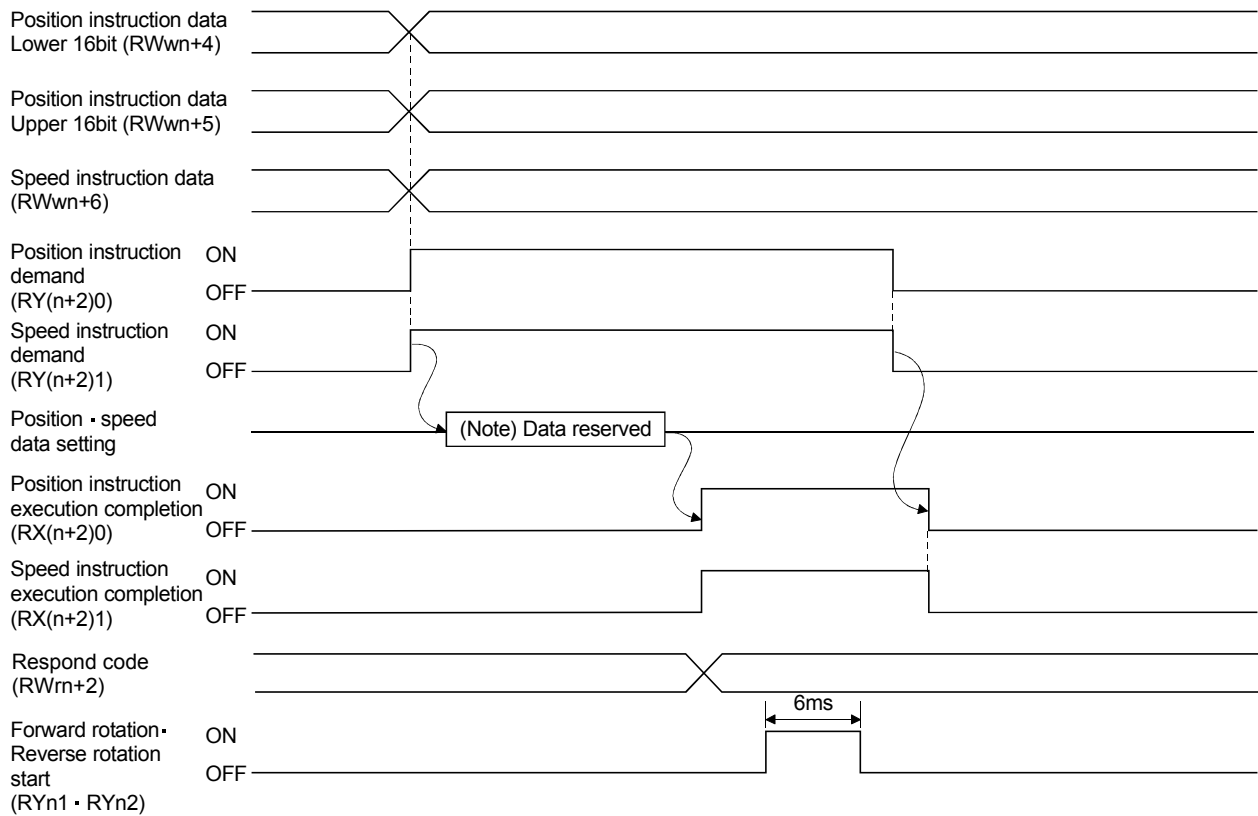 Position instruction data
Lower 16bit (RWwn+4)
Position instruction data
Upper 16bit (RWwn+5)
Speed instruction data
(RWwn+6)
Position instruction
demand
(RY(n+2)0)
ON
OFF
Speed instruction
demand
(RY(n+2)1)
ON
OFF
Position ▪ speed
data setting
(Note) Data reserved
Position instruction
execution completion
(RX(n+2)0)
ON
OFF
Speed instruction
execution completion
(RX(n+2)1)
ON
OFF
Respond code
(RWrn+2)
6ms
Forward rotation▪
Reverse rotation
start
(RYn1 ▪ RYn2)
ON
OFF